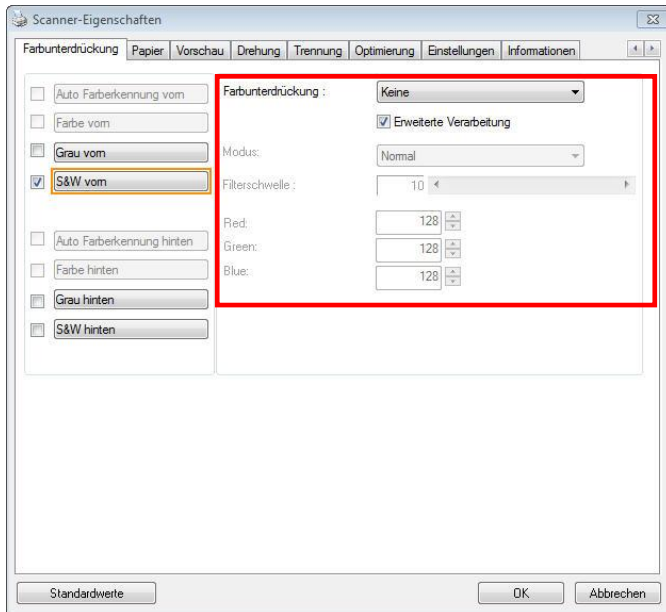 Scanner-Eigenschaften
Farbunterdrückung Papier Vorschau Drehung Trennung Optimierung Einstellungen Informationen
Auto Farberkennung vorn
Farbe vorn
Grau vorn
S&W vorn
Auto Farberkennung hinten
Farbe hinten
Grau hinten
S&W hinten
Farbunterdrückung : Keine
Erweiterte Verarbeitung
Modus: Normal
Filterschwelle : 10
Red: 128
Green: 128
Blue: 128
Standardwerte OK Abbrechen